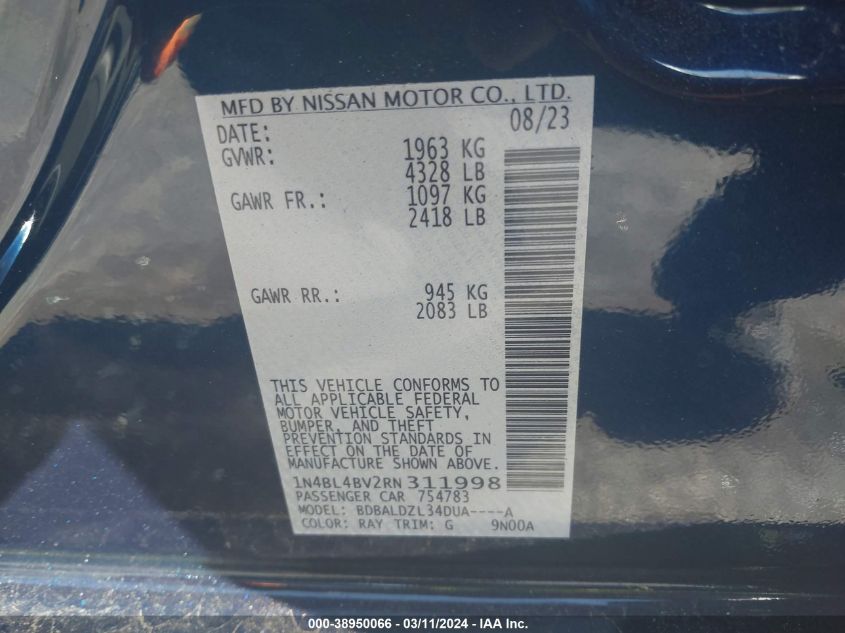 MFD BY NISSAN MOTOR CO., LTD.
DATE: 08/23
GVWR: 1963 KG
4328 LB
GAWR FR.: 1097 KG
2418 LB
GAWR RR.: 945 KG
2083 LB
THIS VEHICLE CONFORMS TO
ALL APPLICABLE FEDERAL
MOTOR VEHICLE SAFETY,
BUMPER, AND THEFT
PREVENTION STANDARDS IN
EFFECT ON THE DATE OF
MANUFACTURE SHOWN ABOVE.
1N4BL4BV2RN311998
PASSENGER CAR 754783
MODEL: BDBALDZL34DUA----A
COLOR: RAY TRIM: G 9N00A
000-38950066 - 03/11/2024 - IAA Inc.